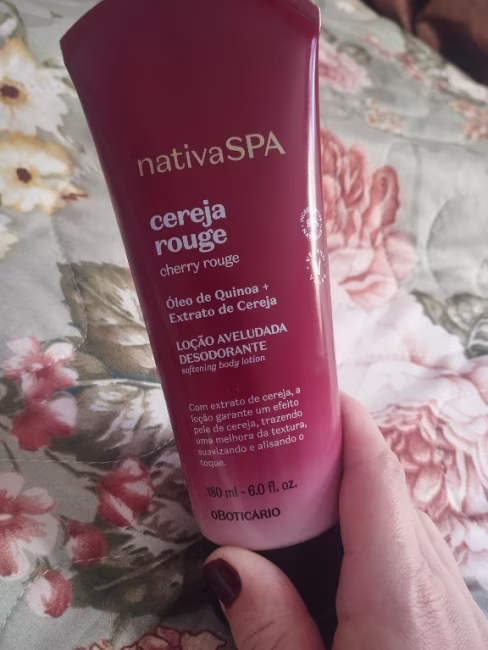 nativaSPA
cereja
rouge
cherry rouge
Óleo de Quinoa +
Extrato de Cereja
LOÇÃO AVELUDADA
DESODORANTE
softening body lotion
Com extrato de cereja, a
loção garante um efeito
pele de cereja, trazendo
uma melhora da textura,
suavizando e alisando o
toque.
180 ml - 6.0 fl. oz.
oBOTICÁRIO